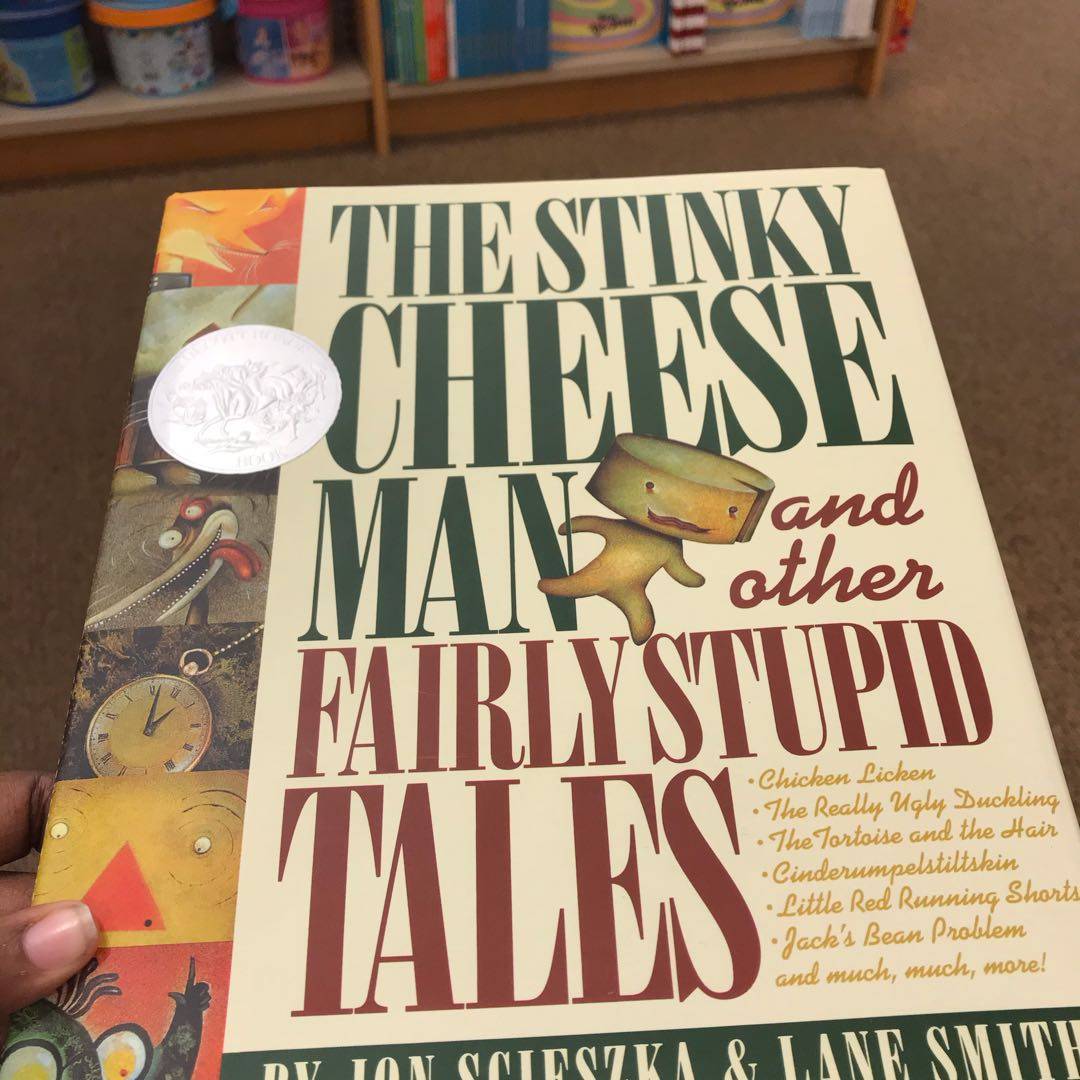 THE STINKY
CHEESE
MAN
and
other
FAIRLY STUPID
TALES
•Chicken Licken
•The Really Ugly Duckling
•The Tortoise and the Hair
•Cinderumpelstiltskin
•Little Red Running Shorts
•Jack's Bean Problem
and much, much, more!
BY JON SCIESZKA & LANE SMITH
BOOK